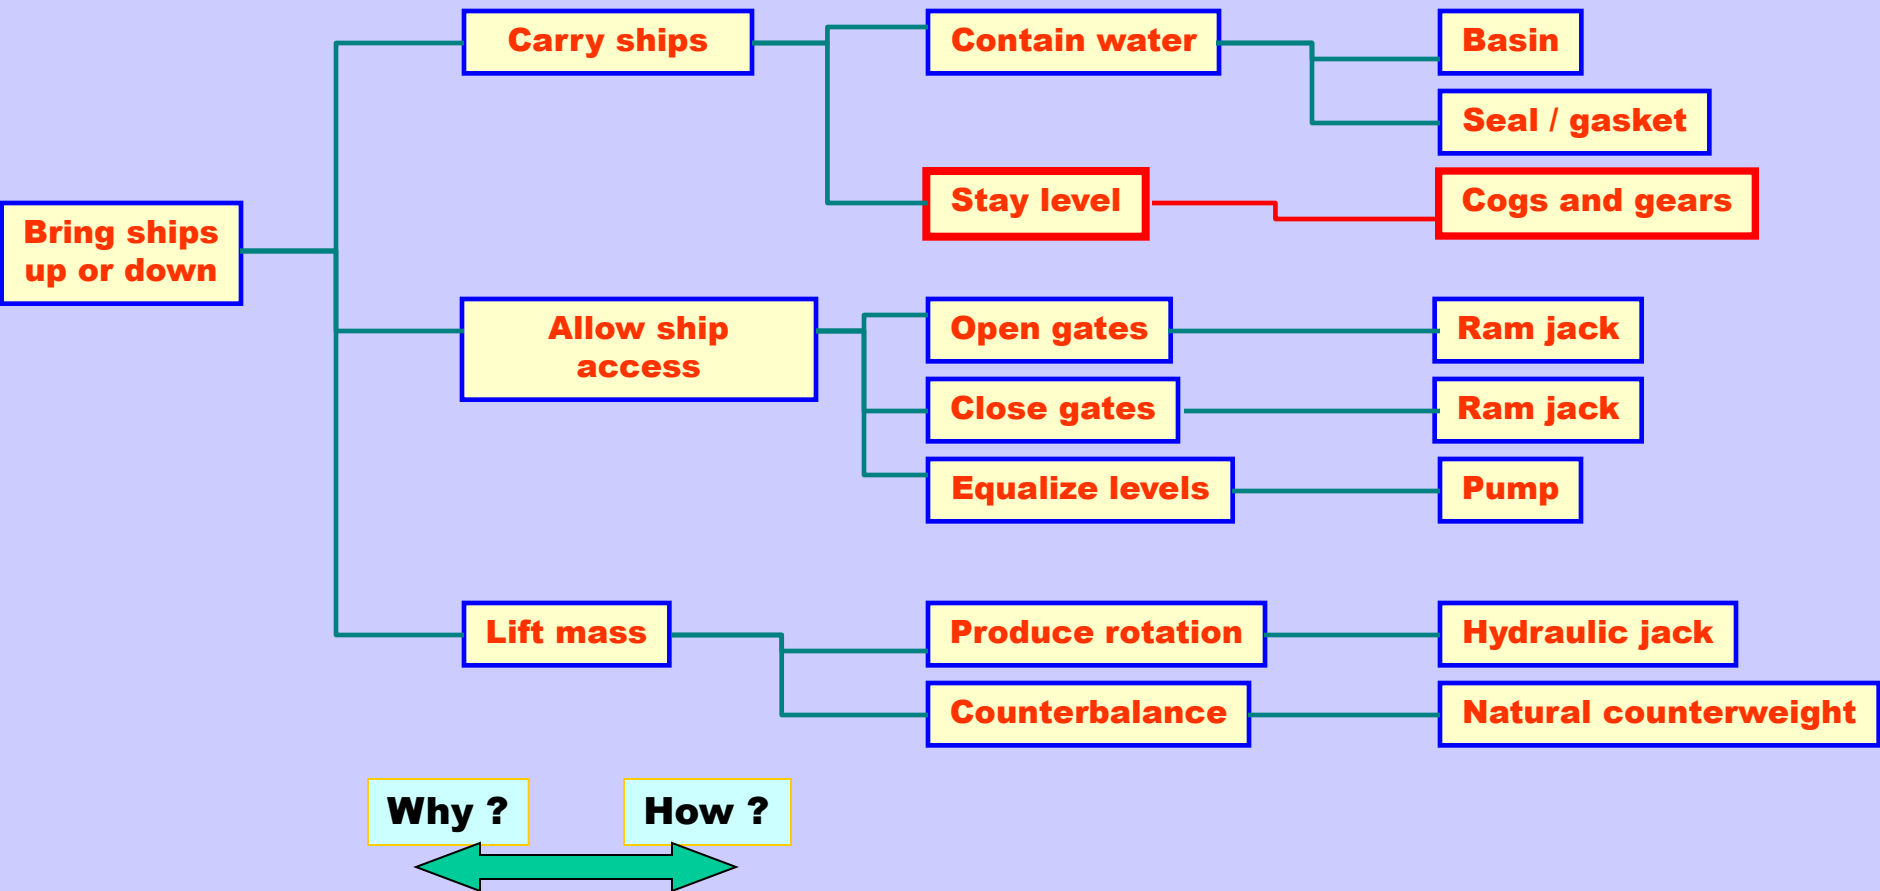 Carry ships
Contain water
Basin
Seal / gasket
Stay level
Cogs and gears
Bring ships
up or down
Allow ship
access
Open gates
Ram jack
Close gates
Ram jack
Equalize levels
Pump
Lift mass
Produce rotation
Hydraulic jack
Counterbalance
Natural counterweight
Why ?
How ?